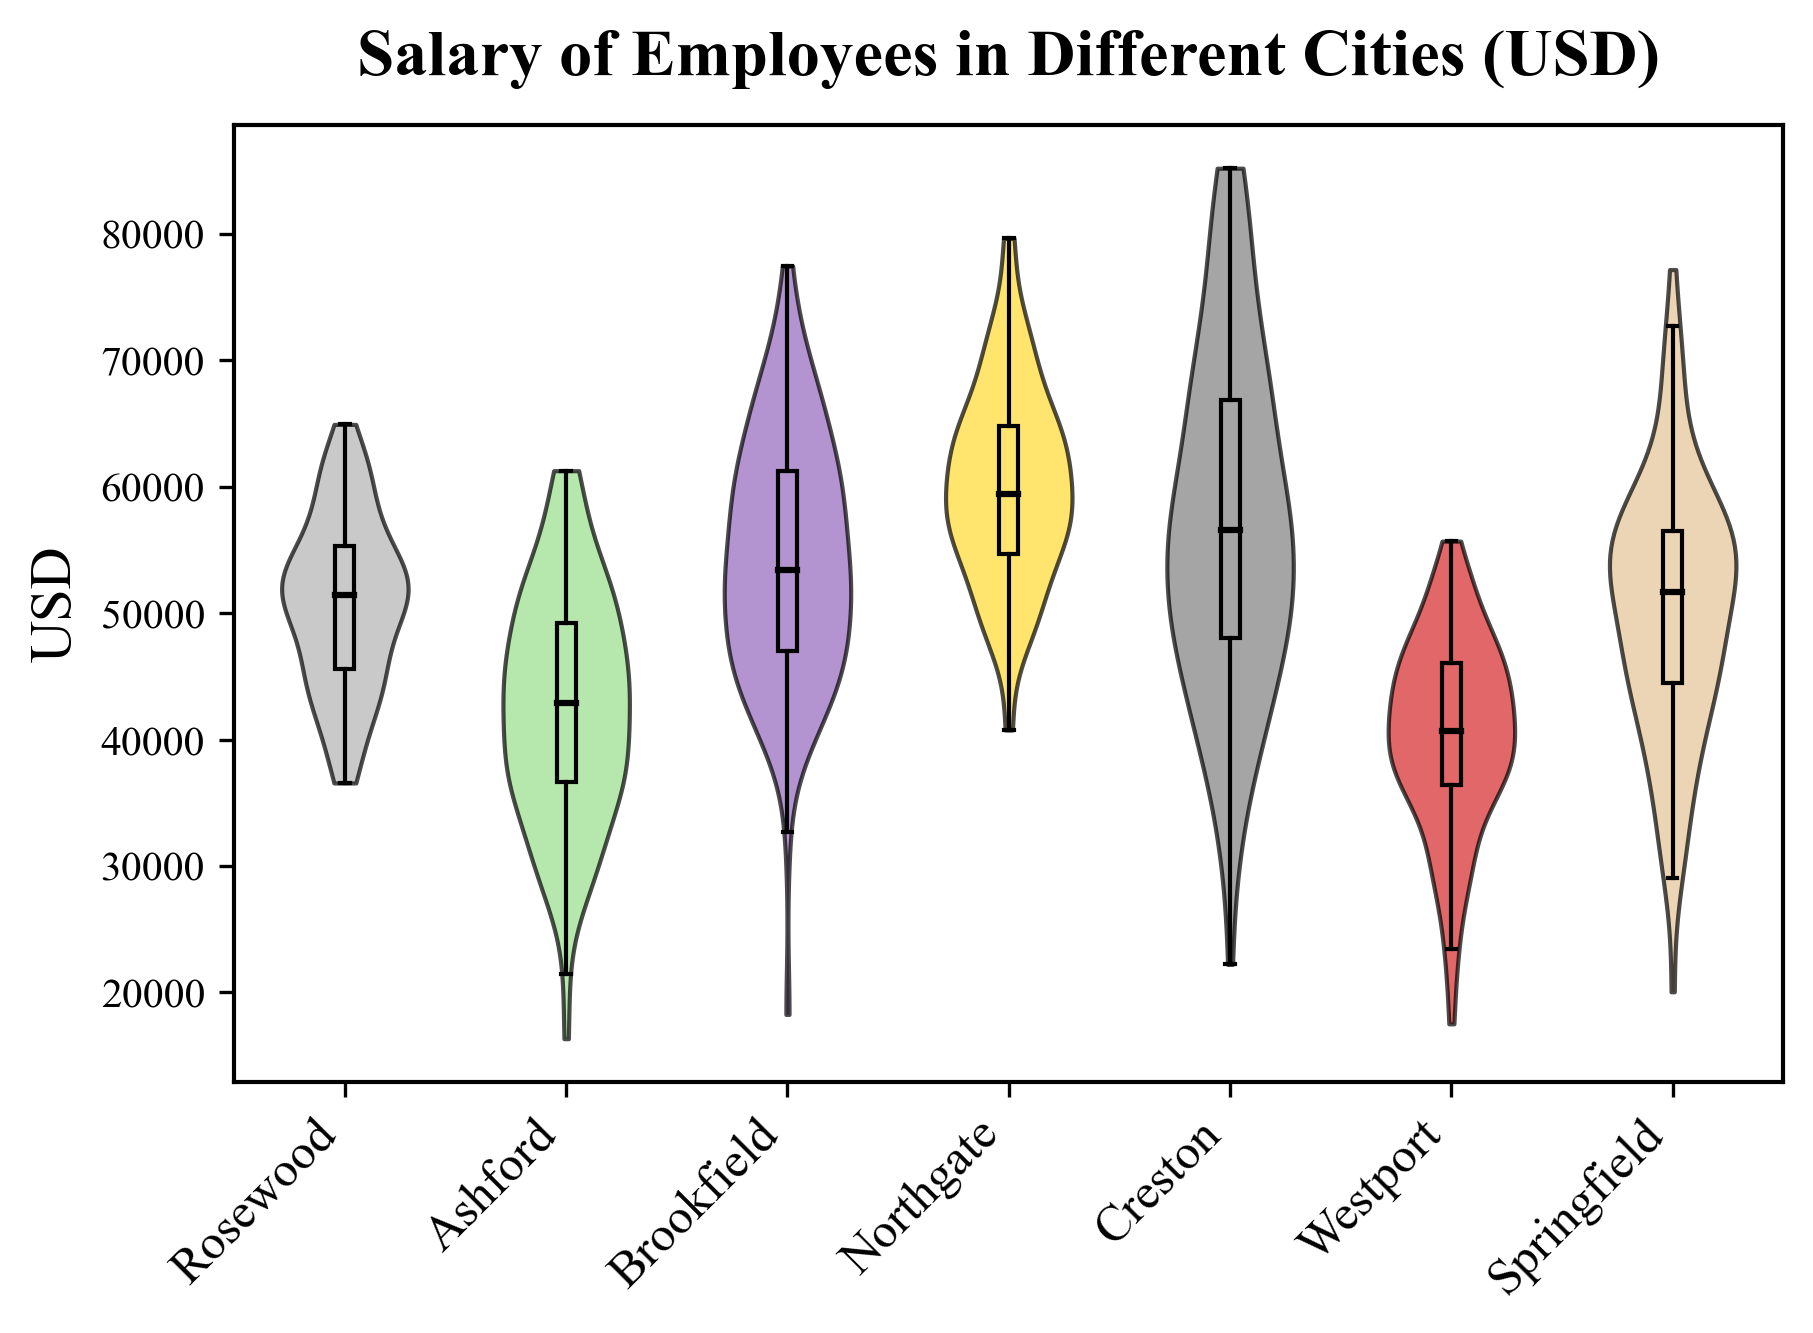 Salary of Employees in Different Cities (USD)
USD
80000
70000
60000
50000
40000
30000
20000
Rosewood
Ashford
Brookfield
Northgate
Creston
Westport
Springfield